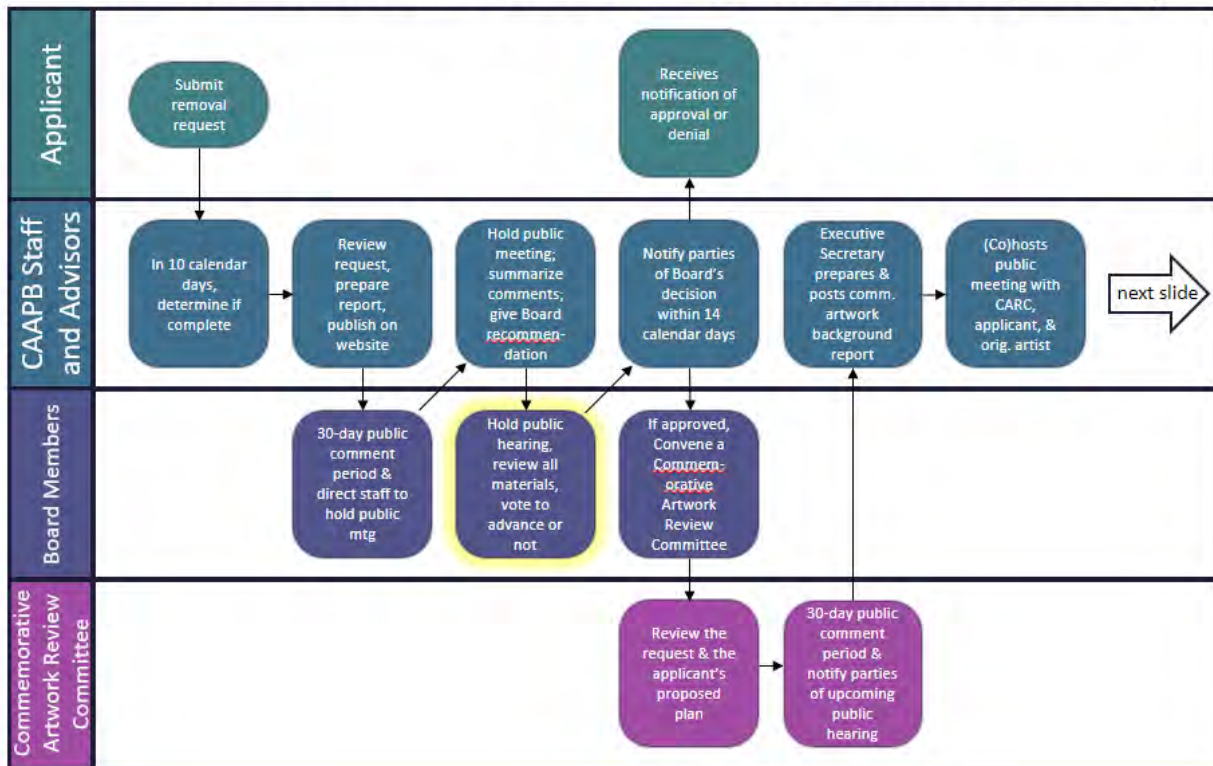 Applicant
Submit
removal
request
Receives
notification of
approval or
denial
CAAPB Staff
and Advisors
In 10 calendar
days,
determine if
complete
Review
request,
prepare
report,
publish on
website
Hold public
meeting;
summarize
comments;
give Board
recommen-
dation
Notify parties
of Board's
decision
within 14
calendar days
Executive
Secretary
prepares &
posts comm.
artwork
background
report
(Co)hosts
public
meeting with
CARC,
applicant, &
orig. artist
next slide
Board Members
30-day public
comment
period &
direct staff to
hold public
mtg
Hold public
hearing,
review all
materials,
vote to
advance or
not
If approved,
Convene a
Commem-
orative
Artwork
Review
Committee
Commemorative
Artwork Review
Committee
Review the
request & the
applicant's
proposed
plan
30-day public
comment
period &
notify parties
of upcoming
public
hearing